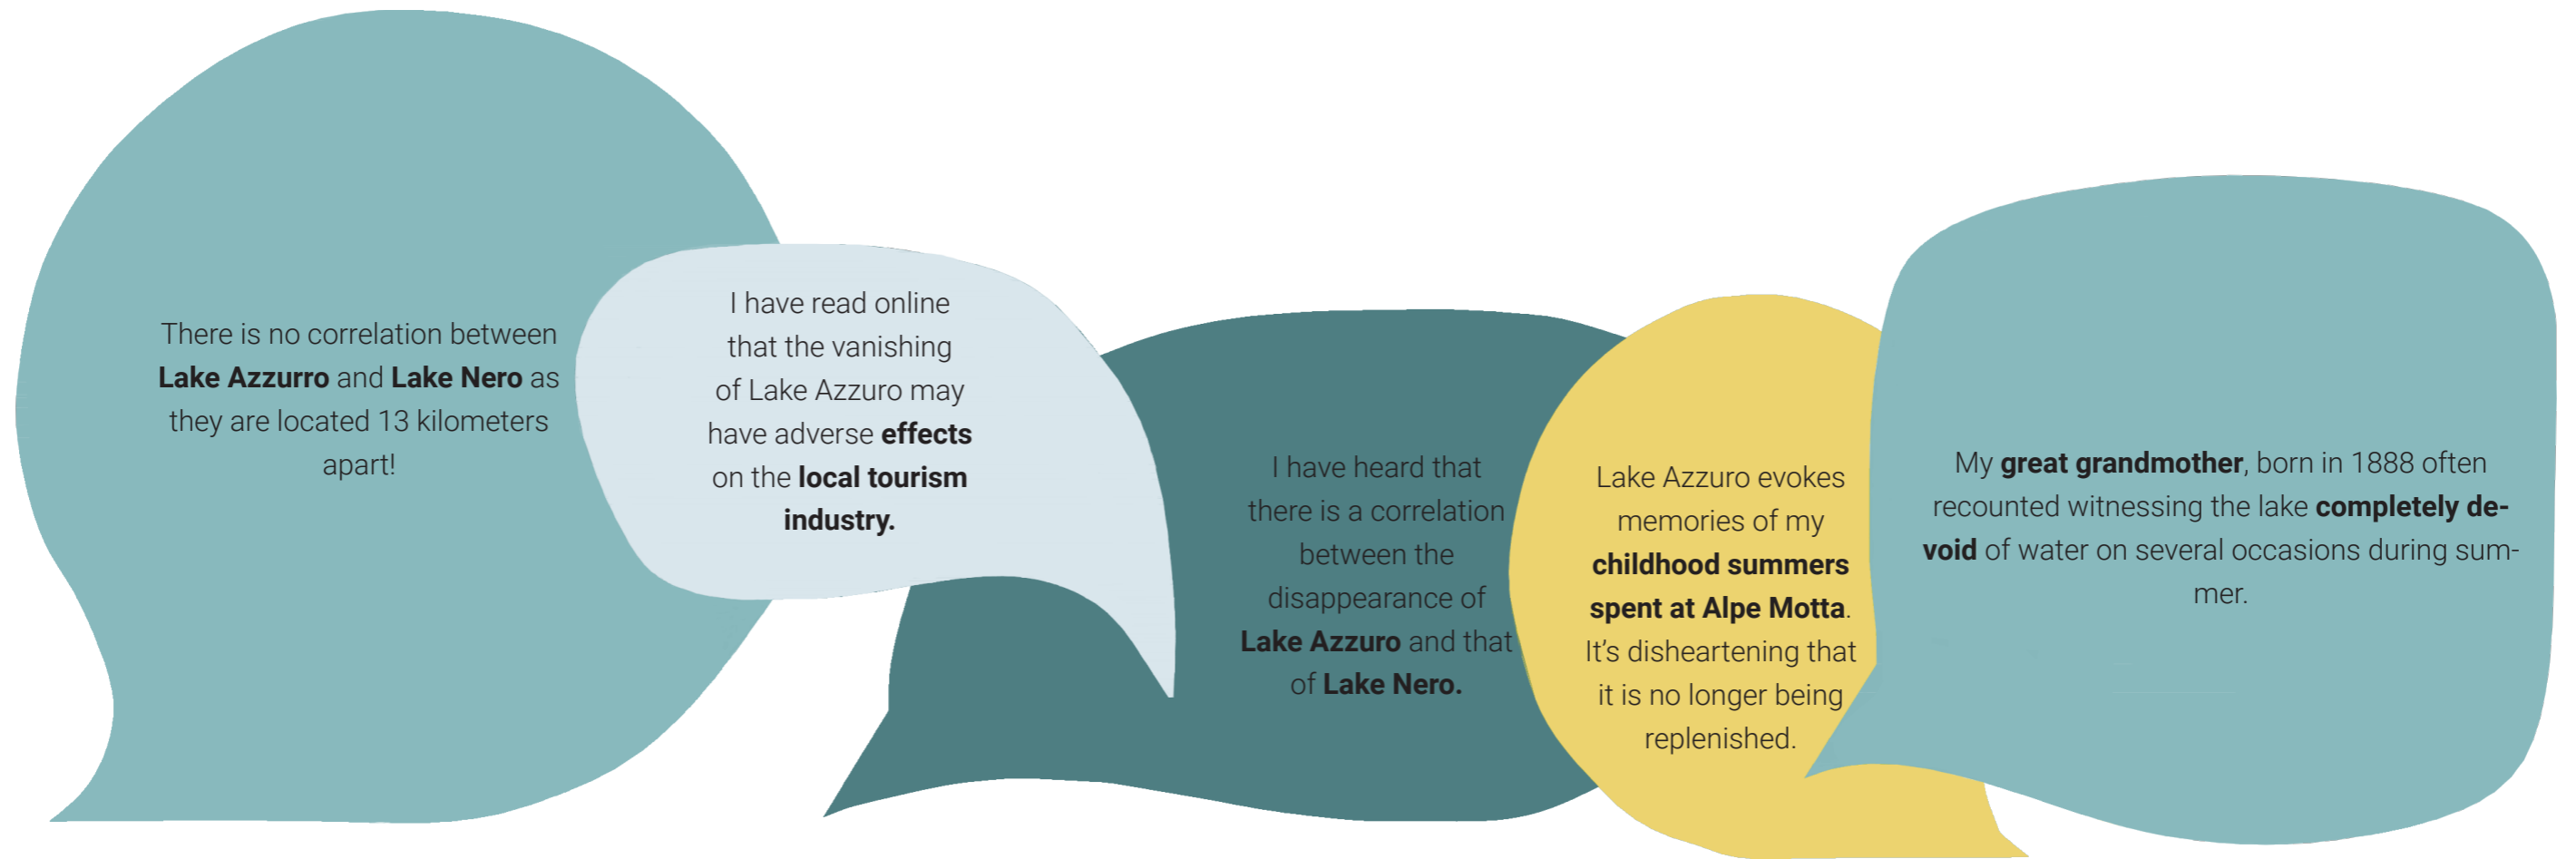 There is no correlation between
Lake Azzurro and Lake Nero as
they are located 13 kilometers
apart!
I have read online
that the vanishing
of Lake Azzuro may
have adverse effects
on the local tourism
industry.
I have heard that
there is a correlation
between the
disappearance of
Lake Azzuro and that
of Lake Nero.
Lake Azzuro evokes
memories of my
childhood summers
spent at Alpe Motta.
It’s disheartening that
it is no longer being
replenished.
My great grandmother, born in 1888 often
recounted witnessing the lake completely de-
void of water on several occasions during sum-
mer.